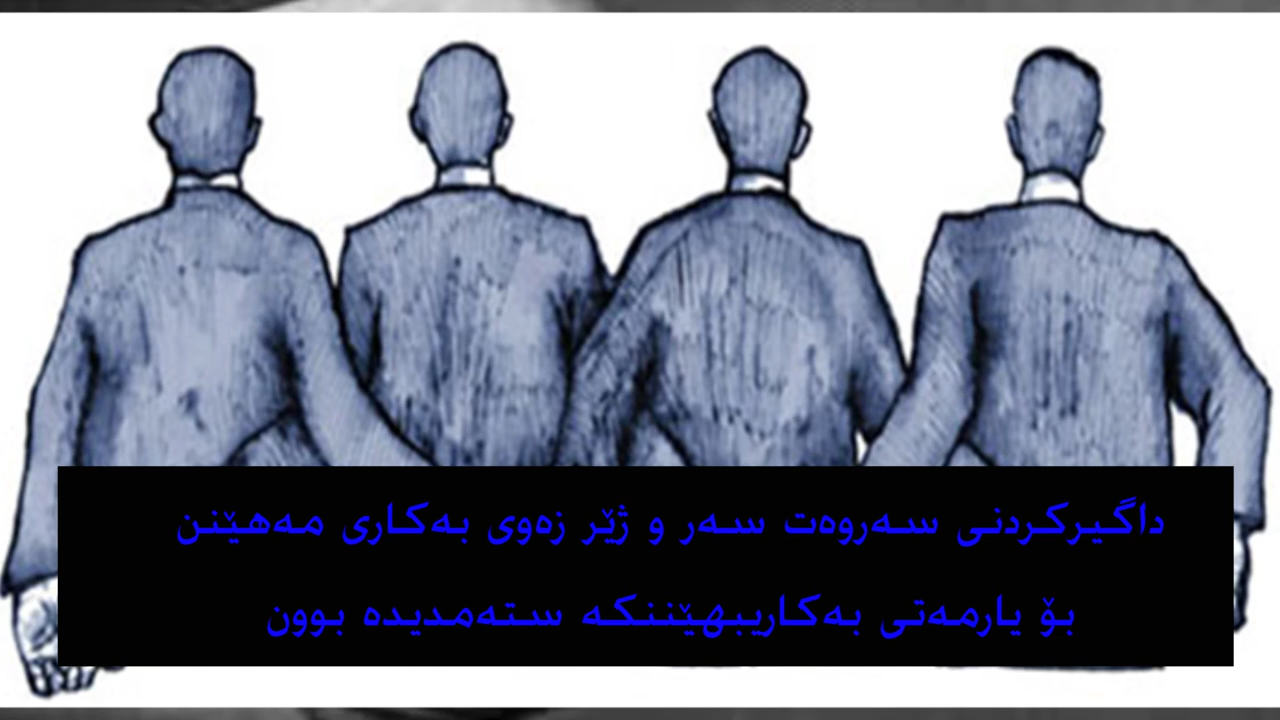 داگیرکردنی سەروەت سەر و ژێر زەوی بەکاری مەهێنن
بۆ یارمەتی بەکاریبهێننکە ستەمدیدە بوون